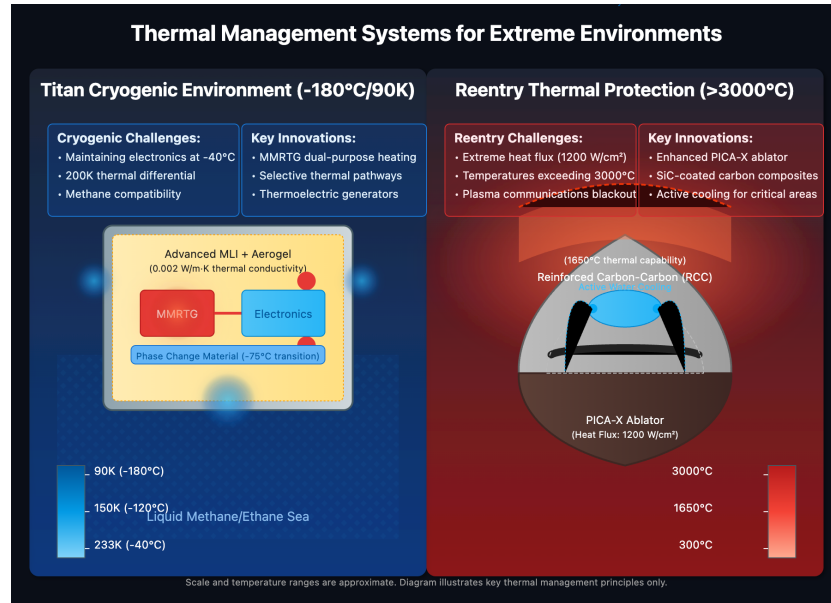 Thermal Management Systems for Extreme Environments
Titan Cryogenic Environment (-180°C/90K)
Cryogenic Challenges:
• Maintaining electronics at -40°C
• 200K thermal differential
• Methane compatibility
Key Innovations:
• MMRTG dual-purpose heating
• Selective thermal pathways
• Thermoelectric generators
Advanced MLI + Aerogel
(0.002 W/m·K thermal conductivity)
MMRTG
Electronics
Phase Change Material (-75°C transition)
90K (-180°C)
150K (-120°C)
233K (-40°C)
Liquid Methane/Ethane Sea
Reentry Thermal Protection (>3000°C)
Reentry Challenges:
• Extreme heat flux (1200 W/cm²)
• Temperatures exceeding 3000°C
• Plasma communications blackout
Key Innovations:
• Enhanced PICA-X ablator
• SiC-coated carbon composites
• Active cooling for critical areas
(1650°C thermal capability)
Reinforced Carbon-Carbon (RCC)
Active Water Cooling
PICA-X Ablator
(Heat Flux: 1200 W/cm²)
3000°C
1650°C
300°C
Scale and temperature ranges are approximate. Diagram illustrates key thermal management principles only.